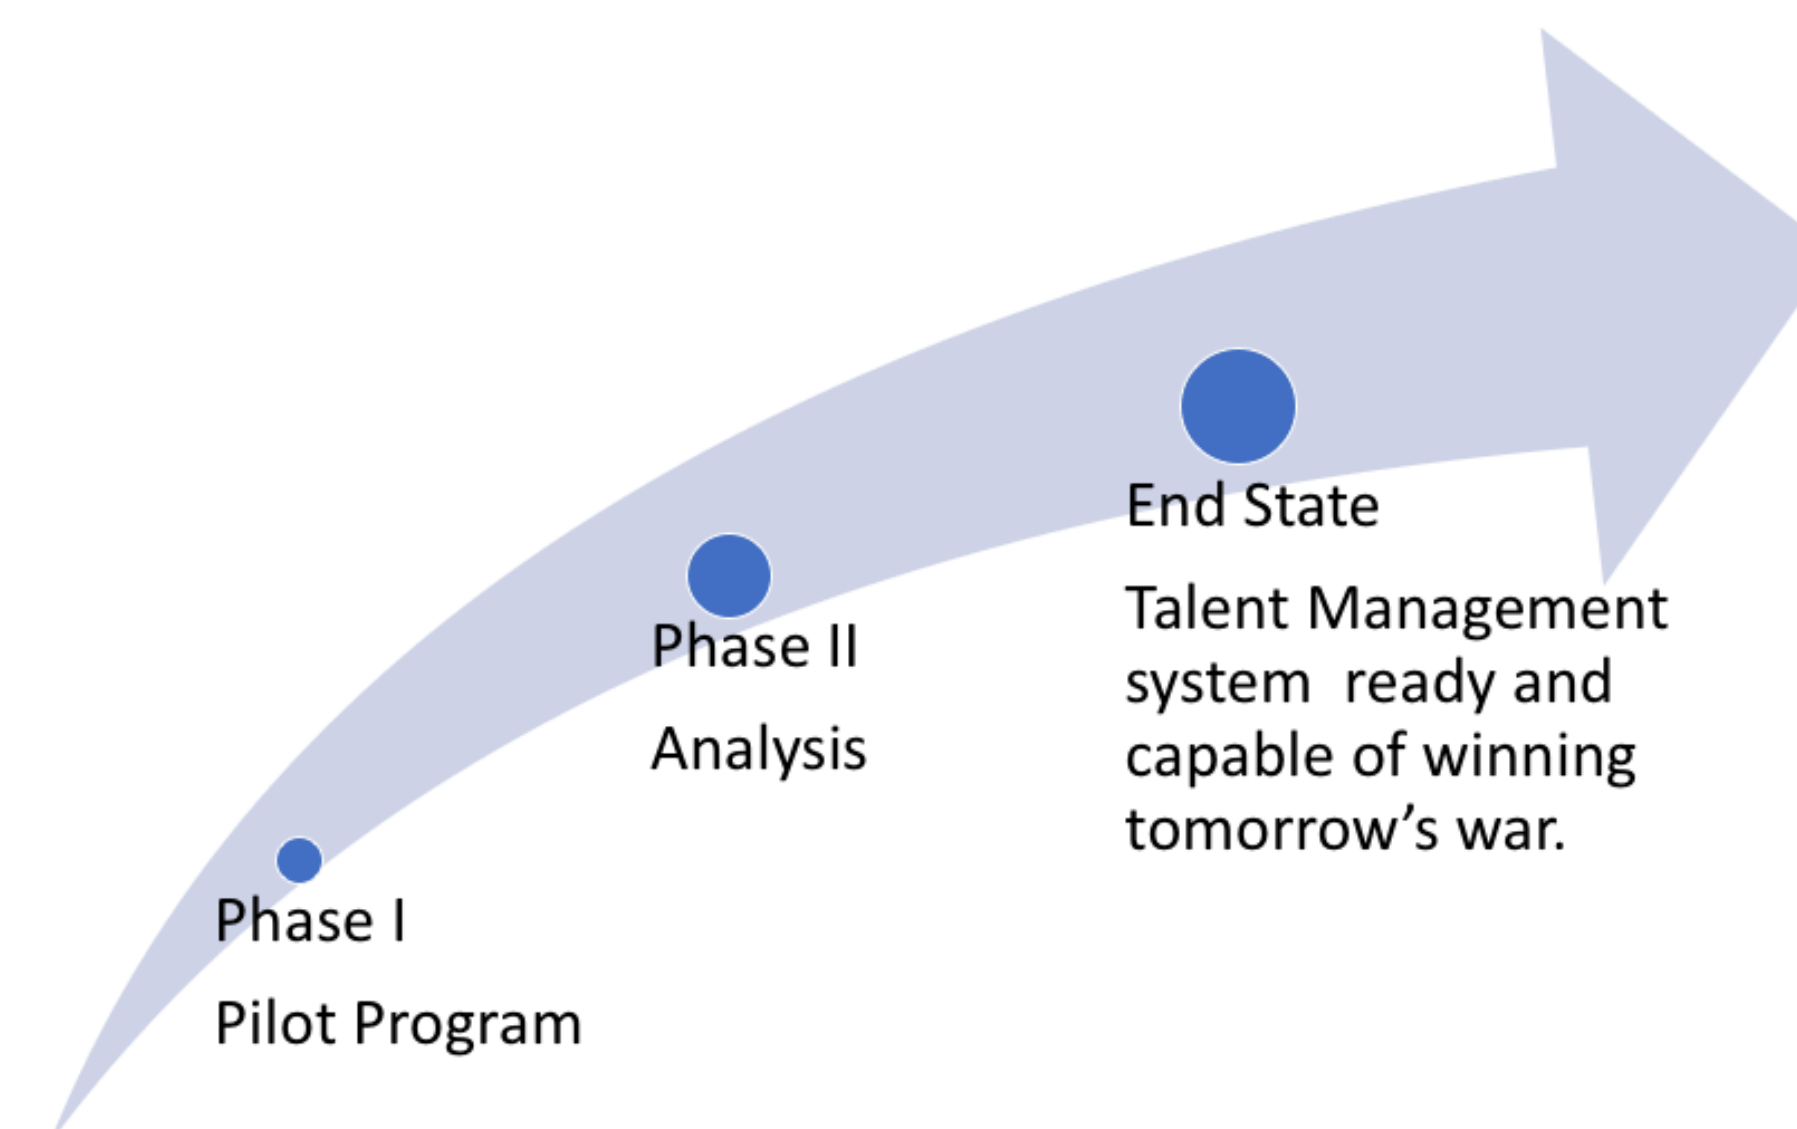 Phase I
Pilot Program
Phase II
Analysis
End State
Talent Management
system  ready and
capable of winning
tomorrow’s war.